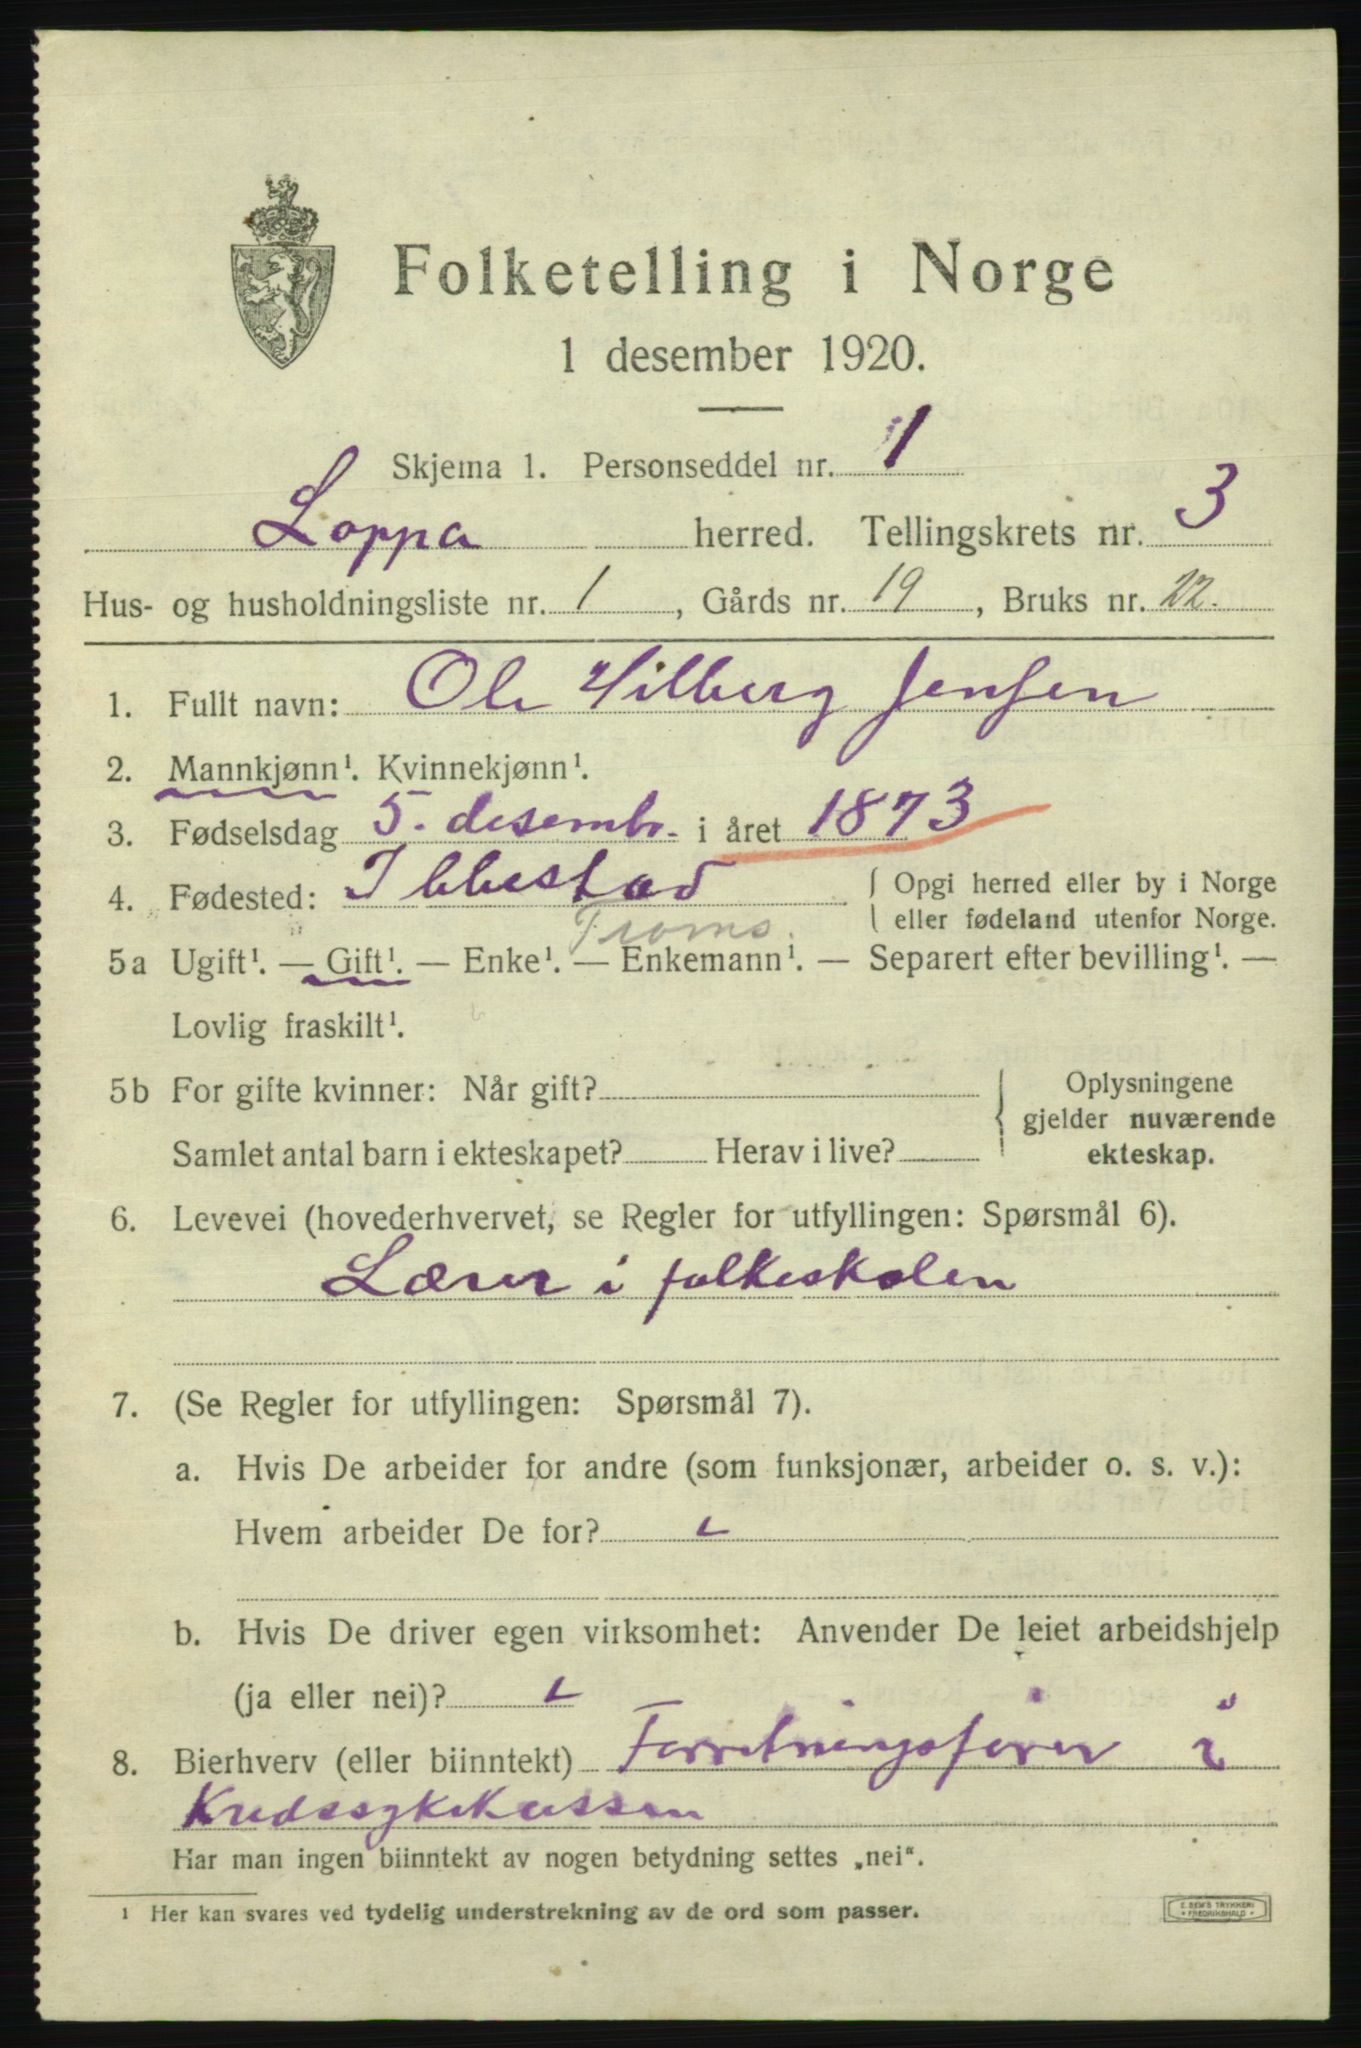 Folketelling i Norge
1 desember 1920.
Skjema 1. Personseddel nr. 1
Loppa herred. Tellingskrets nr. 3
Hus- og husholdningsliste nr. 1, Gårds nr. 19, Bruks nr. 22.
1. Fullt navn: Ole Hilberg Jensen
2. Mannkjønn¹. Kvinnekjønn¹.
3. Fødselsdag 5. desembr. i året 1873
4. Fødested: Ibbestad { Opgi herred eller by i Norge
eller fødeland utenfor Norge.
Troms.
5a Ugift¹. — Gift¹. — Enke¹. — Enkemann¹. — Separert efter bevilling¹. —
Lovlig fraskilt¹.
5b For gifte kvinner: Når gift? { Oplysningene
gjelder nuværende
Samlet antal barn i ekteskapet? Herav i live? ekteskap.
6. Levevei (hovederhvervet, se Regler for utfyllingen: Spørsmål 6).
Lærer i folkeskolen
7. (Se Regler for utfyllingen: Spørsmål 7).
a. Hvis De arbeider for andre (som funksjonær, arbeider o. s. v.):
Hvem arbeider De for?
b. Hvis De driver egen virksomhet: Anvender De leiet arbeidshjelp
(ja eller nei)?
8. Bierhverv (eller biinntekt) Forretningsfører i
Kredssykekassen
Har man ingen biinntekt av nogen betydning settes „nei".
¹ Her kan svares ved tydelig understrekning av de ord som passer.
E. SEM'S TRYKKERI
FREDRIKSHALD